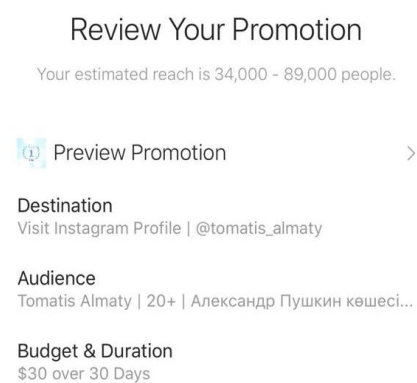 Review Your Promotion
Your estimated reach is 34,000 - 89,000 people.
Preview Promotion
Destination
Visit Instagram Profile | @tomatis_almaty
Audience
Tomatis Almaty | 20+ | Александр Пушкин көшесі...
Budget & Duration
$30 over 30 Days